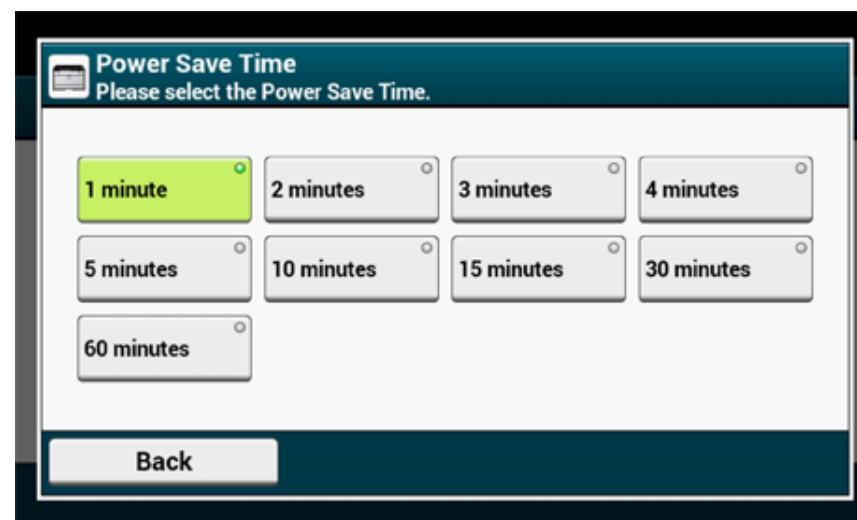 Power Save Time
Please select the Power Save Time.
1 minute
2 minutes
3 minutes
4 minutes
5 minutes
10 minutes
15 minutes
30 minutes
60 minutes
Back